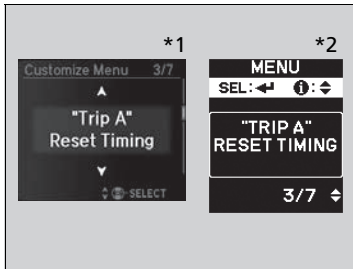 *1
Customize Menu 3/7
"Trip A"
Reset Timing
SELECT
*2
MENU
SEL: :
"TRIP A"
RESET TIMING
3/7